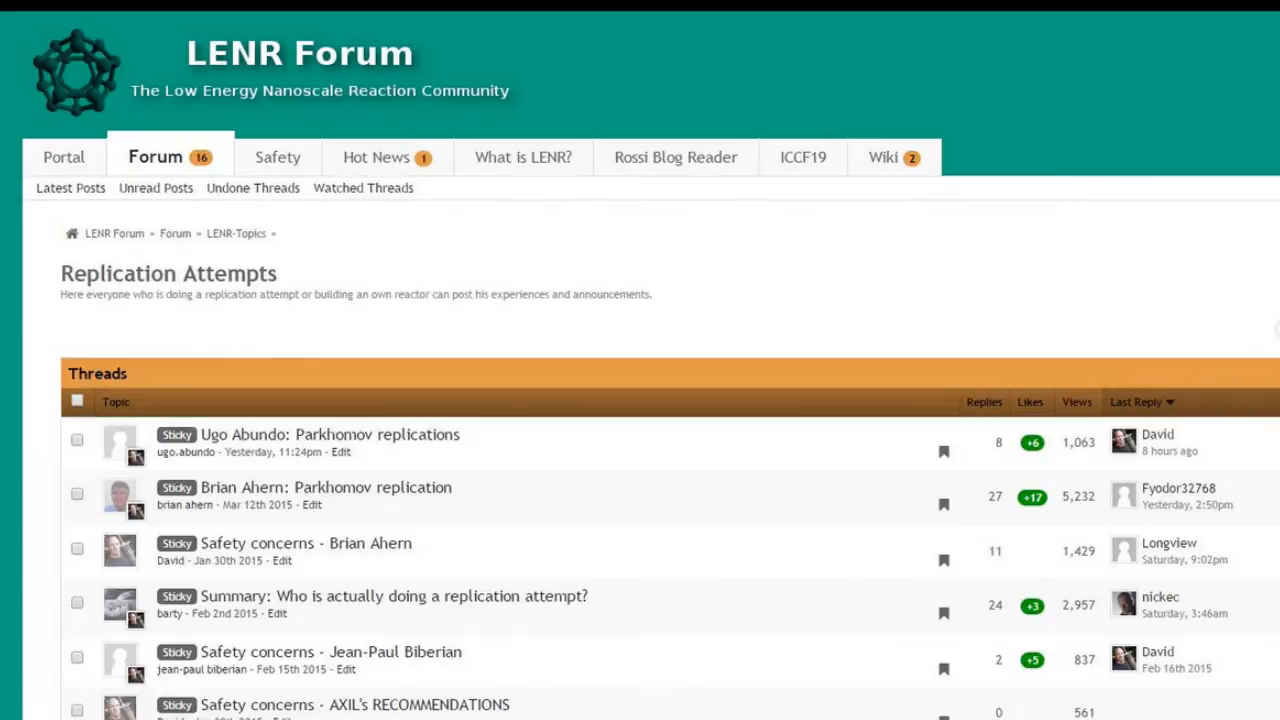 LENR Forum
The Low Energy Nanoscale Reaction Community
Portal Forum 16 Safety Hot News 1 What is LENR? Rossi Blog Reader ICCF19 Wiki 2
Latest Posts Unread Posts Undone Threads Watched Threads
LENR Forum » Forum » LENR-Topics »
Replication Attempts
Here everyone who is doing a replication attempt or building an own reactor can post his experiences and announcements.
Threads
Topic Replies Likes Views Last Reply
Sticky Ugo Abundo: Parkhomov replications 8 +6 1,063 David
ugo.abundo - Yesterday, 11:24pm - Edit 8 hours ago
Sticky Brian Ahern: Parkhomov replication 27 +17 5,232 Fyodor32768
brian ahern - Mar 12th 2015 - Edit Yesterday, 2:50pm
Sticky Safety concerns - Brian Ahern 11 1,429 Longview
David - Jan 30th 2015 - Edit Saturday, 9:02pm
Sticky Summary: Who is actually doing a replication attempt? 24 +3 2,957 nickec
barty - Feb 2nd 2015 - Edit Saturday, 3:46am
Sticky Safety concerns - Jean-Paul Biberian 2 +5 837 David
jean-paul biberian - Feb 15th 2015 - Edit Feb 16th 2015
Sticky Safety concerns - AXIL's RECOMMENDATIONS 0 561